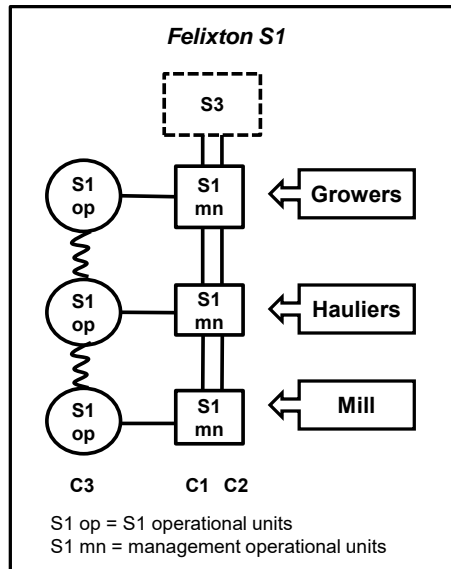 Felixton S1
S3
S1
op
S1
mn
Growers
S1
op
S1
mn
Hauliers
S1
op
S1
mn
Mill
C3 C1 C2
S1 op = S1 operational units
S1 mn = management operational units